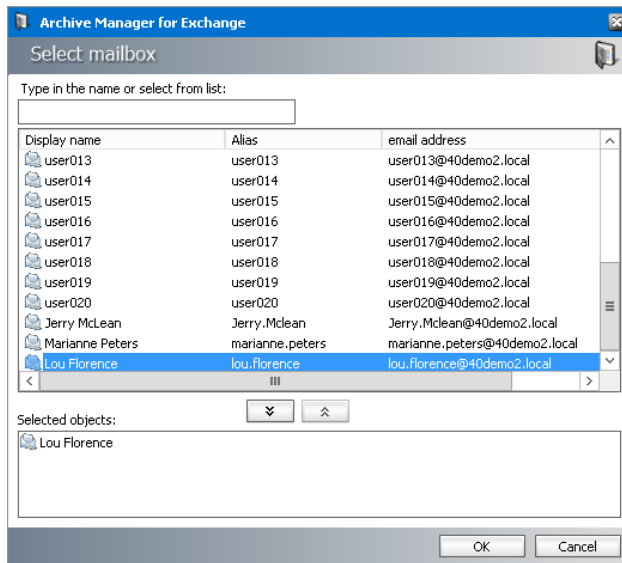 Archive Manager for Exchange
Select mailbox
Type in the name or select from list:
Display name Alias email address
user013 user013 user013@40demo2.local
user014 user014 user014@40demo2.local
user015 user015 user015@40demo2.local
user016 user016 user016@40demo2.local
user017 user017 user017@40demo2.local
user018 user018 user018@40demo2.local
user019 user019 user019@40demo2.local
user020 user020 user020@40demo2.local
Jerry McLean Jerry.Mclean Jerry.Mclean@40demo2.local
Marianne Peters marianne.peters marianne.peters@40demo2.local
Lou Florence lou.florence lou.florence@40demo2.local
Selected objects:
Lou Florence
OK Cancel